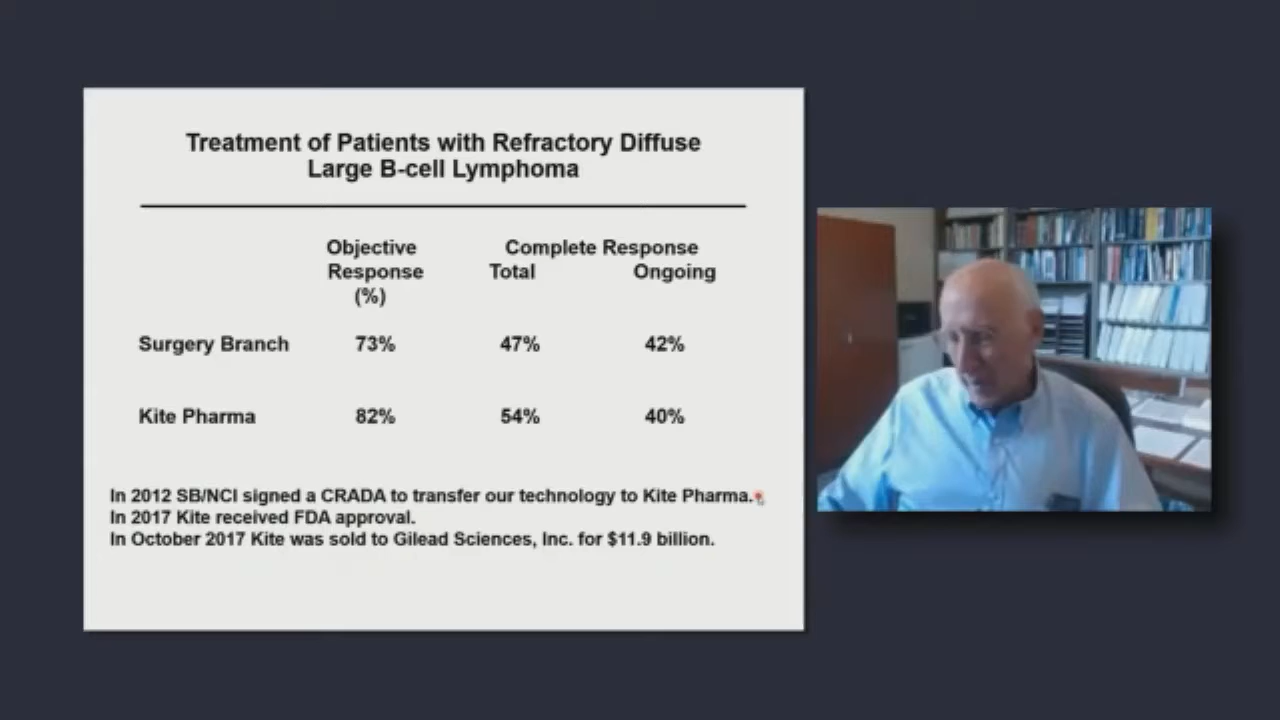 Treatment of Patients with Refractory Diffuse
Large B-cell Lymphoma
Objective Complete Response
Response Total Ongoing
(%)
Surgery Branch 73% 47% 42%
Kite Pharma 82% 54% 40%
In 2012 SB/NCI signed a CRADA to transfer our technology to Kite Pharma.
In 2017 Kite received FDA approval.
In October 2017 Kite was sold to Gilead Sciences, Inc. for $11.9 billion.